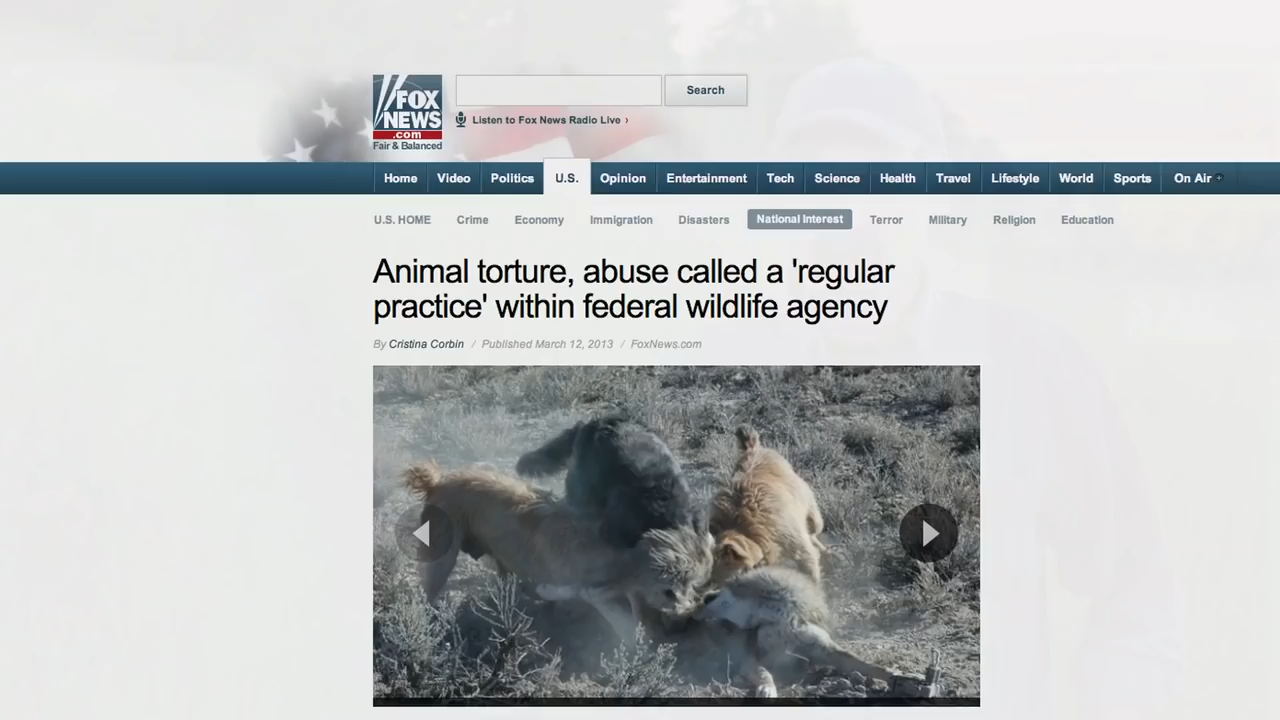 FOX
NEWS
.com
Fair & Balanced
Search
Listen to Fox News Radio Live ›
Home Video Politics U.S. Opinion Entertainment Tech Science Health Travel Lifestyle World Sports On Air +
U.S. HOME Crime Economy Immigration Disasters National Interest Terror Military Religion Education
Animal torture, abuse called a 'regular
practice' within federal wildlife agency
By Cristina Corbin / Published March 12, 2013 / FoxNews.com